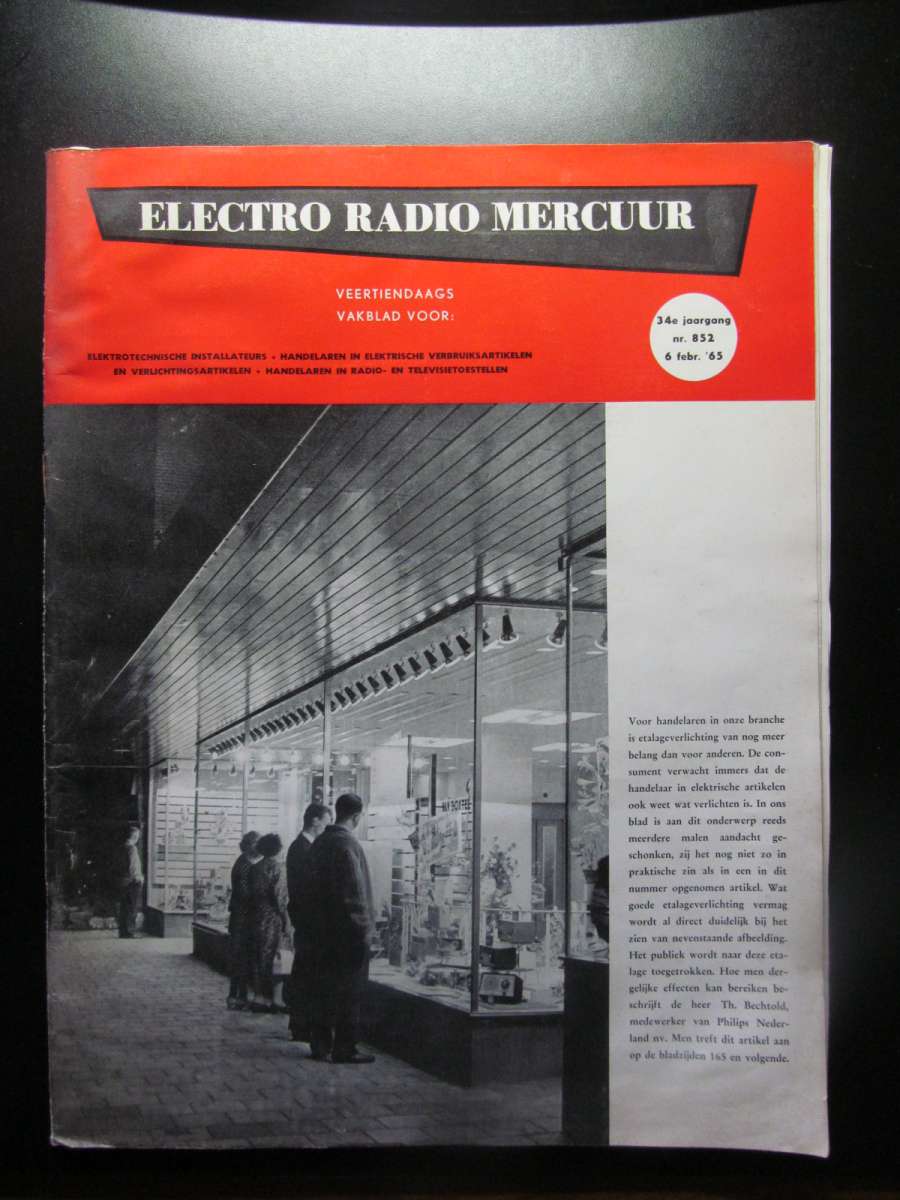 ELECTRO RADIO MERCUUR
VEERTIENDAAGS
VAKBLAD VOOR:
34e jaargang
nr. 852
6 febr. '65
ELEKTROTECHNISCHE INSTALLATEURS • HANDELAREN IN ELEKTRISCHE VERBRUIKSARTIKELEN
EN VERLICHTINGSARTIKELEN • HANDELAREN IN RADIO- EN TELEVISIETOESTELLEN
Voor handelaren in onze branche
is etalageverlichting van nog meer
belang dan voor anderen. De con-
sument verwacht immers dat de
handelaar in elektrische artikelen
ook weet wat verlichten is. In ons
blad is aan dit onderwerp reeds
meerdere malen aandacht ge-
schonken, zij het nog niet zo in
praktische zin als in een in dit
nummer opgenomen artikel. Wat
goede etalageverlichting vermag
wordt al direct duidelijk bij het
zien van nevenstaande afbeelding.
Het publiek wordt naar deze eta-
lage toegetrokken. Hoe men der-
gelijke effecten kan bereiken be-
schrijft de heer Th. Bechtold,
medewerker van Philips Neder-
land nv. Men treft dit artikel aan
op de bladzijden 165 en volgende.